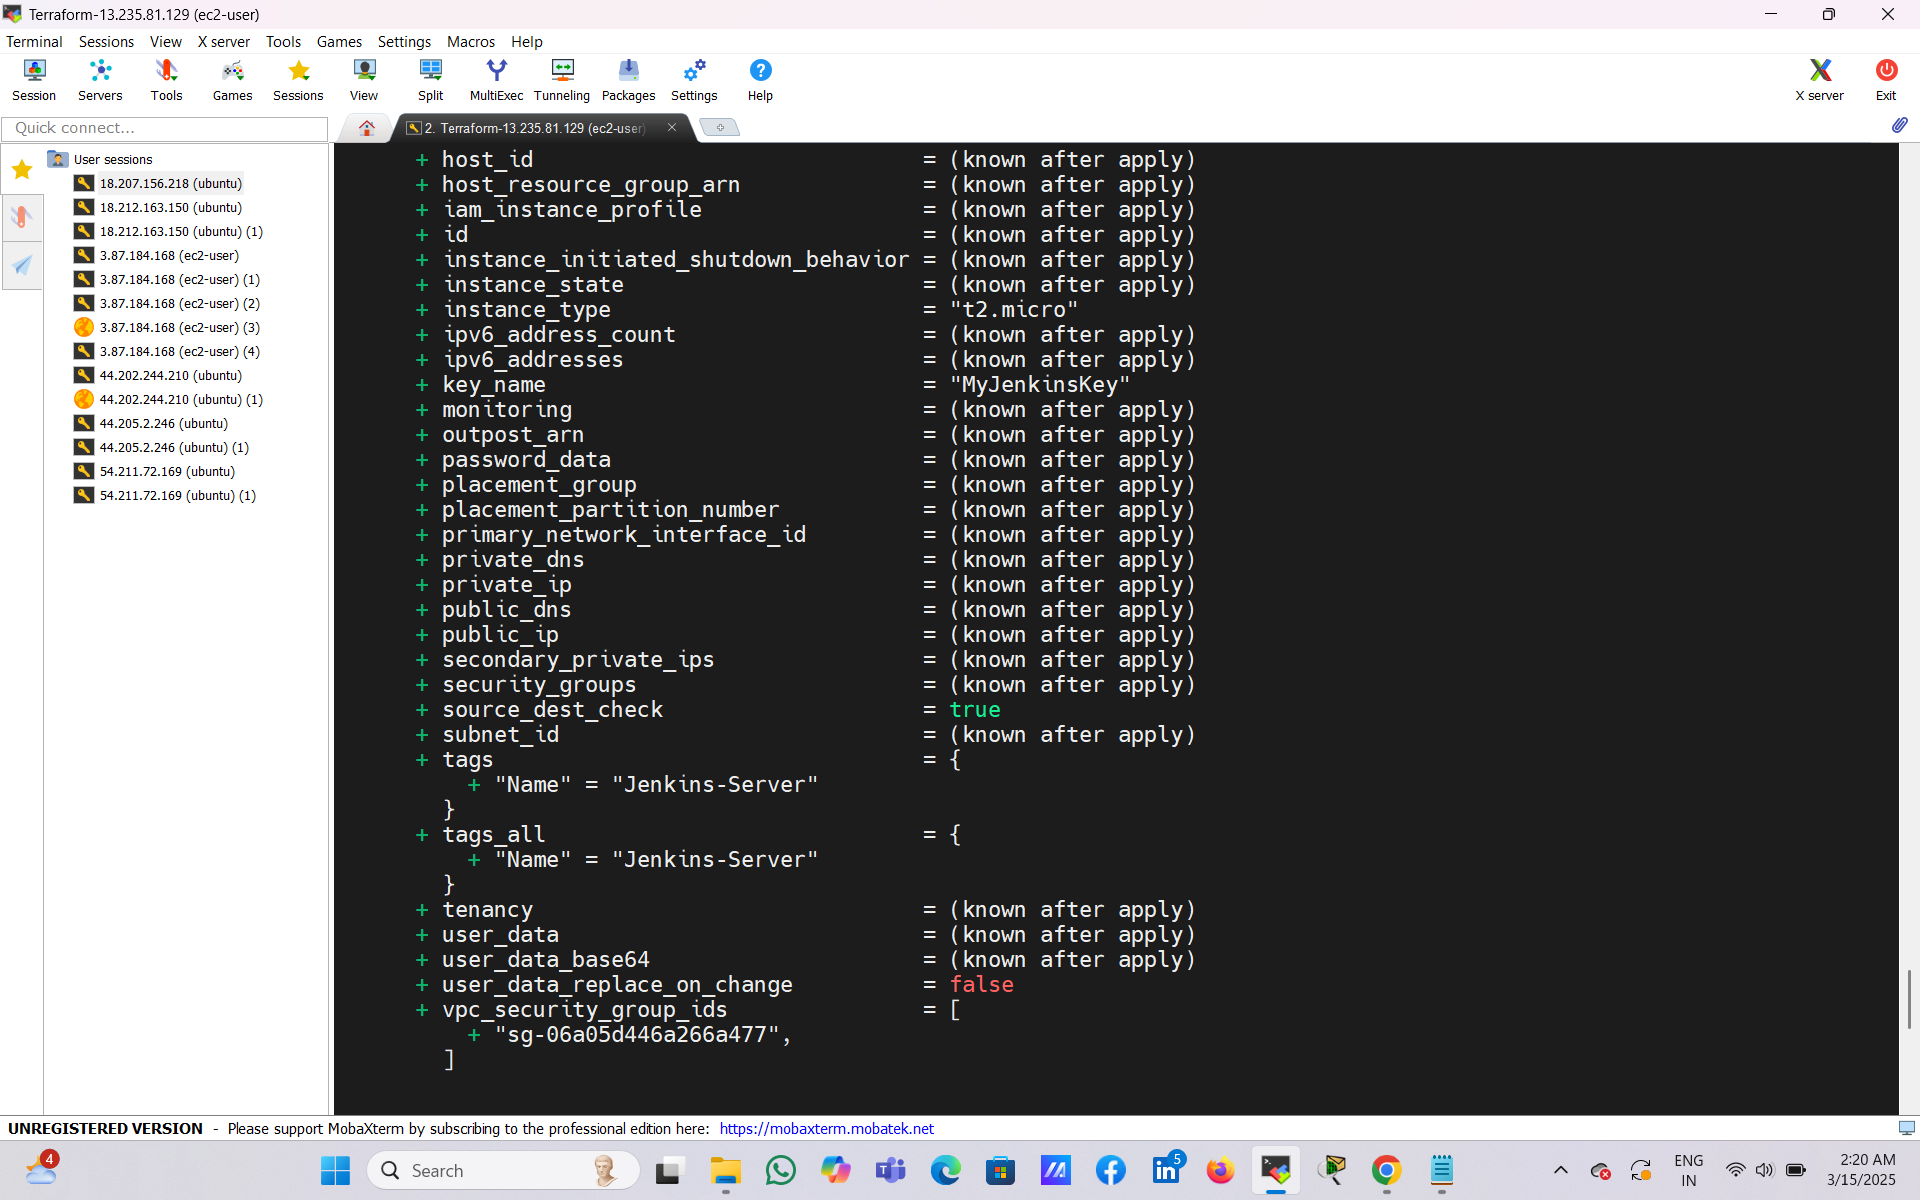 Terraform-13.235.81.129 (ec2-user)
Terminal Sessions View X server Tools Games Settings Macros Help
Session Servers Tools Games Sessions View Split MultiExec Tunneling Packages Settings Help X server Exit
Quick connect...
2. Terraform-13.235.81.129 (ec2-user)
User sessions
18.207.156.218 (ubuntu)
18.212.163.150 (ubuntu)
18.212.163.150 (ubuntu) (1)
3.87.184.168 (ec2-user)
3.87.184.168 (ec2-user) (1)
3.87.184.168 (ec2-user) (2)
3.87.184.168 (ec2-user) (3)
3.87.184.168 (ec2-user) (4)
44.202.244.210 (ubuntu)
44.202.244.210 (ubuntu) (1)
44.205.2.246 (ubuntu)
44.205.2.246 (ubuntu) (1)
54.211.72.169 (ubuntu)
54.211.72.169 (ubuntu) (1)
+ host_id = (known after apply)
+ host_resource_group_arn = (known after apply)
+ iam_instance_profile = (known after apply)
+ id = (known after apply)
+ instance_initiated_shutdown_behavior = (known after apply)
+ instance_state = (known after apply)
+ instance_type = "t2.micro"
+ ipv6_address_count = (known after apply)
+ ipv6_addresses = (known after apply)
+ key_name = "MyJenkinsKey"
+ monitoring = (known after apply)
+ outpost_arn = (known after apply)
+ password_data = (known after apply)
+ placement_group = (known after apply)
+ placement_partition_number = (known after apply)
+ primary_network_interface_id = (known after apply)
+ private_dns = (known after apply)
+ private_ip = (known after apply)
+ public_dns = (known after apply)
+ public_ip = (known after apply)
+ secondary_private_ips = (known after apply)
+ security_groups = (known after apply)
+ source_dest_check = true
+ subnet_id = (known after apply)
+ tags = {
+ "Name" = "Jenkins-Server"
}
+ tags_all = {
+ "Name" = "Jenkins-Server"
}
+ tenancy = (known after apply)
+ user_data = (known after apply)
+ user_data_base64 = (known after apply)
+ user_data_replace_on_change = false
+ vpc_security_group_ids = [
+ "sg-06a05d446a266a477",
]
UNREGISTERED VERSION - Please support MobaXterm by subscribing to the professional edition here: https://mobaxterm.mobatek.net
4
Search
5
ENG
IN
2:20 AM
3/15/2025